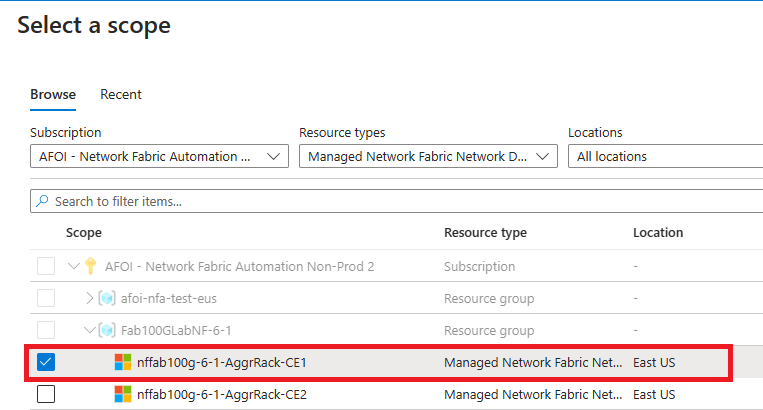 Select a scope
Browse Recent
Subscription Resource types Locations
AFOI - Network Fabric Automation ... Managed Network Fabric Network D... All locations
Search to filter items...
Scope Resource type Location
AFOI - Network Fabric Automation Non-Prod 2 Subscription -
afoi-nfa-test-eus Resource group -
Fab100GLabNF-6-1 Resource group -
nffab100g-6-1-AggrRack-CE1 Managed Network Fabric Net... East US
nffab100g-6-1-AggrRack-CE2 Managed Network Fabric Net... East US